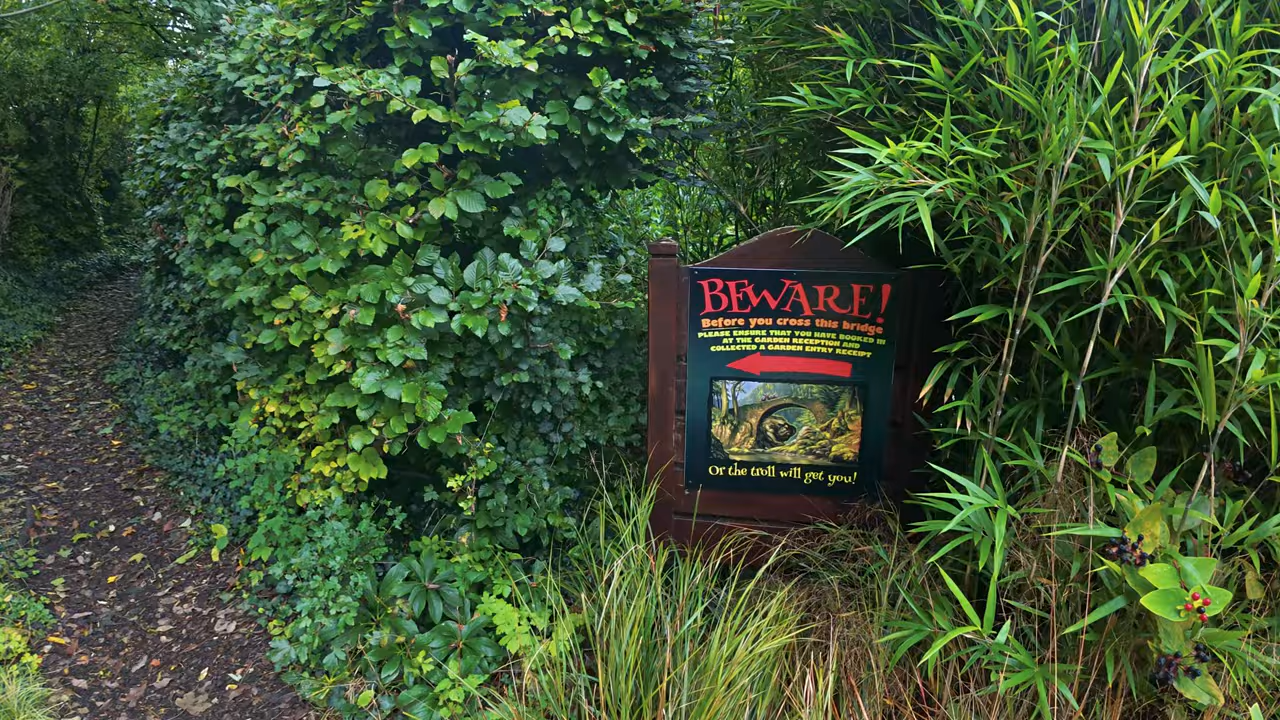 BEWARE!
Before you cross this bridge
PLEASE ENSURE THAT YOU HAVE BOOKED IN
AT THE GARDEN RECEPTION AND
COLLECTED A GARDEN ENTRY RECEIPT
Or the troll will get you!